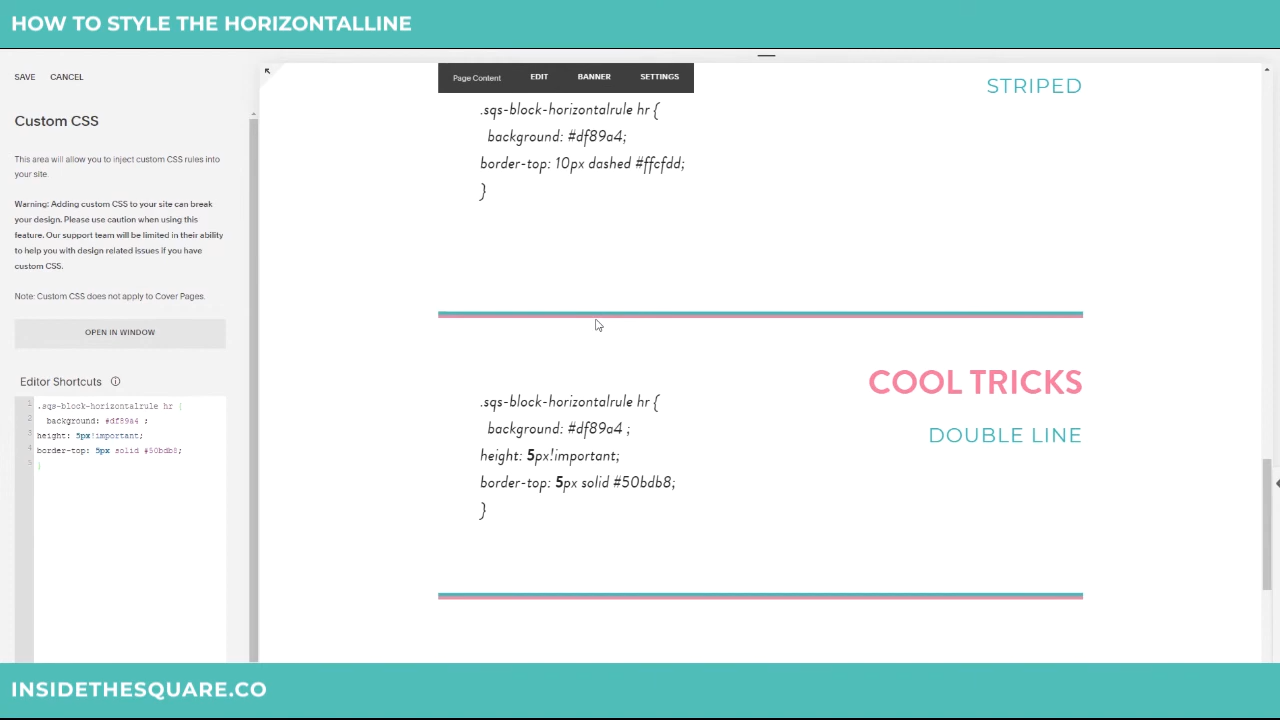 HOW TO STYLE THE HORIZONTALLINE
SAVE CANCEL
Custom CSS
This area will allow you to inject custom CSS rules into
your site.
Warning: Adding custom CSS to your site can break
your design. Please use caution when using this
feature. Our support team will be limited in their ability
to help you with design related issues if you have
custom CSS.
Note: Custom CSS does not apply to Cover Pages.
OPEN IN WINDOW
Editor Shortcuts
1 .sqs-block-horizontalrule hr {
2 background: #df89a4 ;
3 height: 5px!important;
4 border-top: 5px solid #50bdb8;
5 }
Page Content EDIT BANNER SETTINGS
STRIPED
.sqs-block-horizontalrule hr {
background: #df89a4;
border-top: 10px dashed #ffcfdd;
}
COOL TRICKS
DOUBLE LINE
.sqs-block-horizontalrule hr {
background: #df89a4 ;
height: 5px!important;
border-top: 5px solid #50bdb8;
}
INSIDETHESQUARE.CO